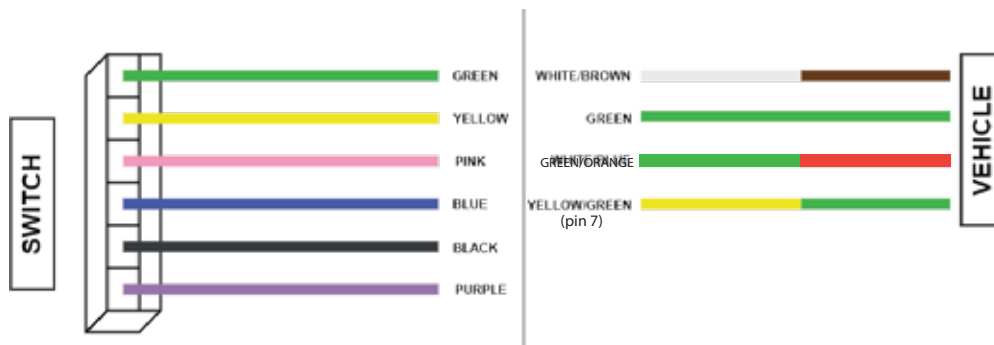 SWITCH
GREEN
YELLOW
PINK
BLUE
BLACK
PURPLE
WHITE/BROWN
GREEN
GREEN/ORANGE
YELLOW/GREEN
(pin 7)
VEHICLE